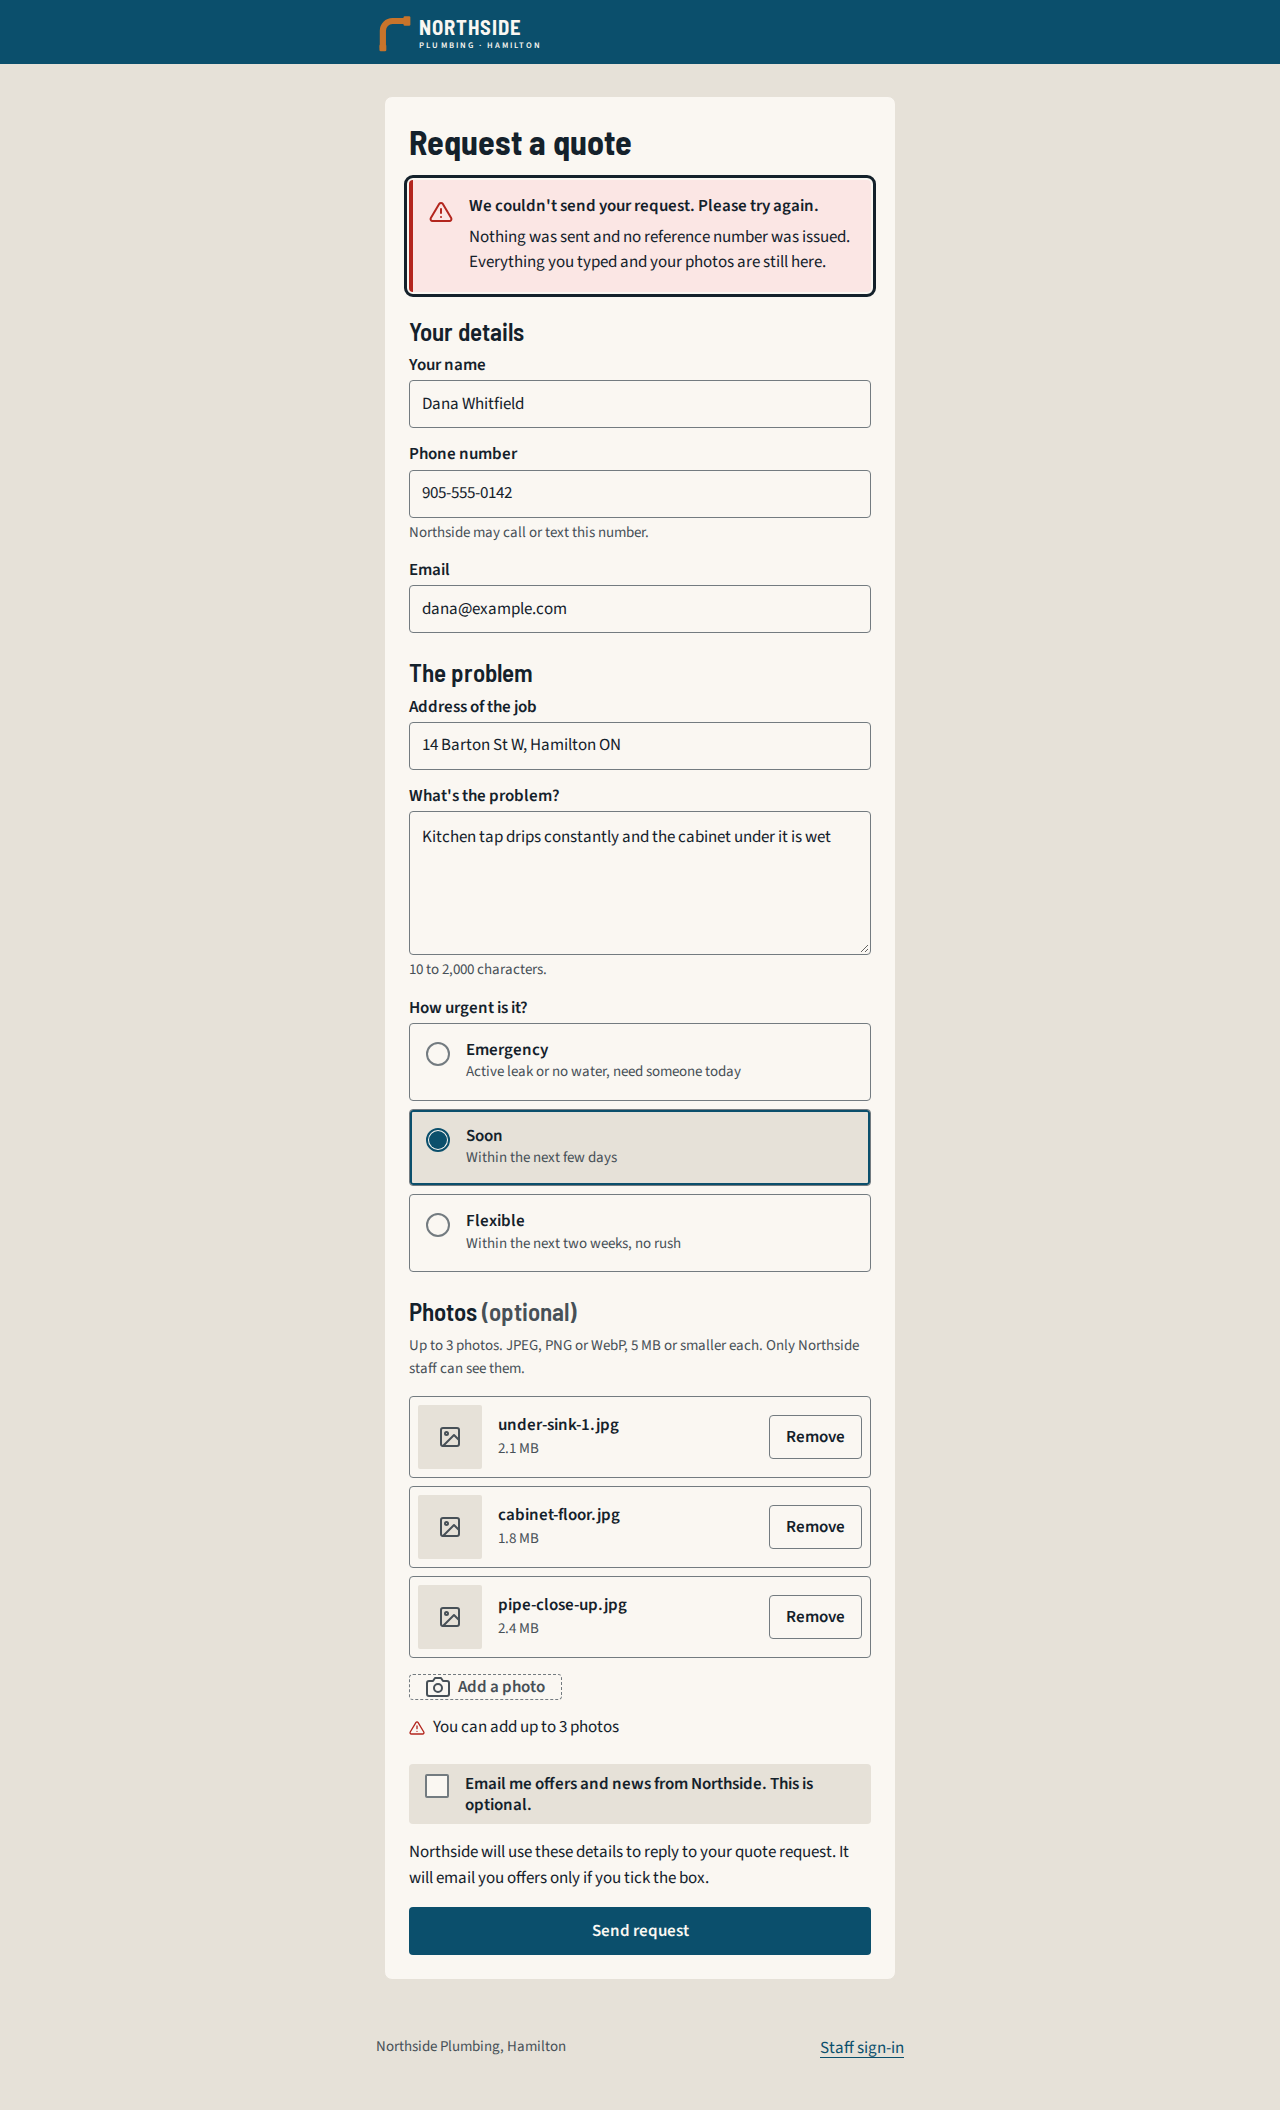 NORTHSIDE
PLUMBING · HAMILTON
Request a quote
We couldn't send your request. Please try again.
Nothing was sent and no reference number was issued.
Everything you typed and your photos are still here.
Your details
Your name
Dana Whitfield
Phone number
905-555-0142
Northside may call or text this number.
Email
dana@example.com
The problem
Address of the job
14 Barton St W, Hamilton ON
What's the problem?
Kitchen tap drips constantly and the cabinet under it is wet
10 to 2,000 characters.
How urgent is it?
Emergency
Active leak or no water, need someone today
Soon
Within the next few days
Flexible
Within the next two weeks, no rush
Photos (optional)
Up to 3 photos. JPEG, PNG or WebP, 5 MB or smaller each. Only Northside
staff can see them.
under-sink-1.jpg
2.1 MB
Remove
cabinet-floor.jpg
1.8 MB
Remove
pipe-close-up.jpg
2.4 MB
Remove
Add a photo
You can add up to 3 photos
Email me offers and news from Northside. This is
optional.
Northside will use these details to reply to your quote request. It
will email you offers only if you tick the box.
Send request
Northside Plumbing, Hamilton
Staff sign-in